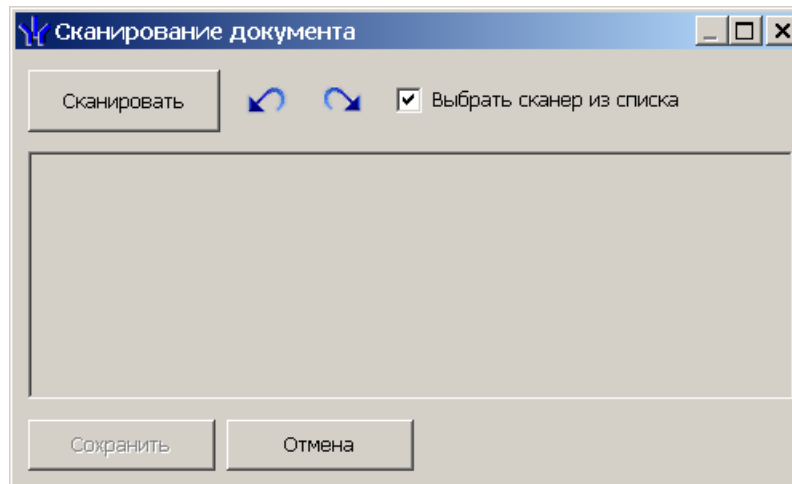 Сканирование документа
Сканировать
Выбрать сканер из списка
Сохранить
Отмена